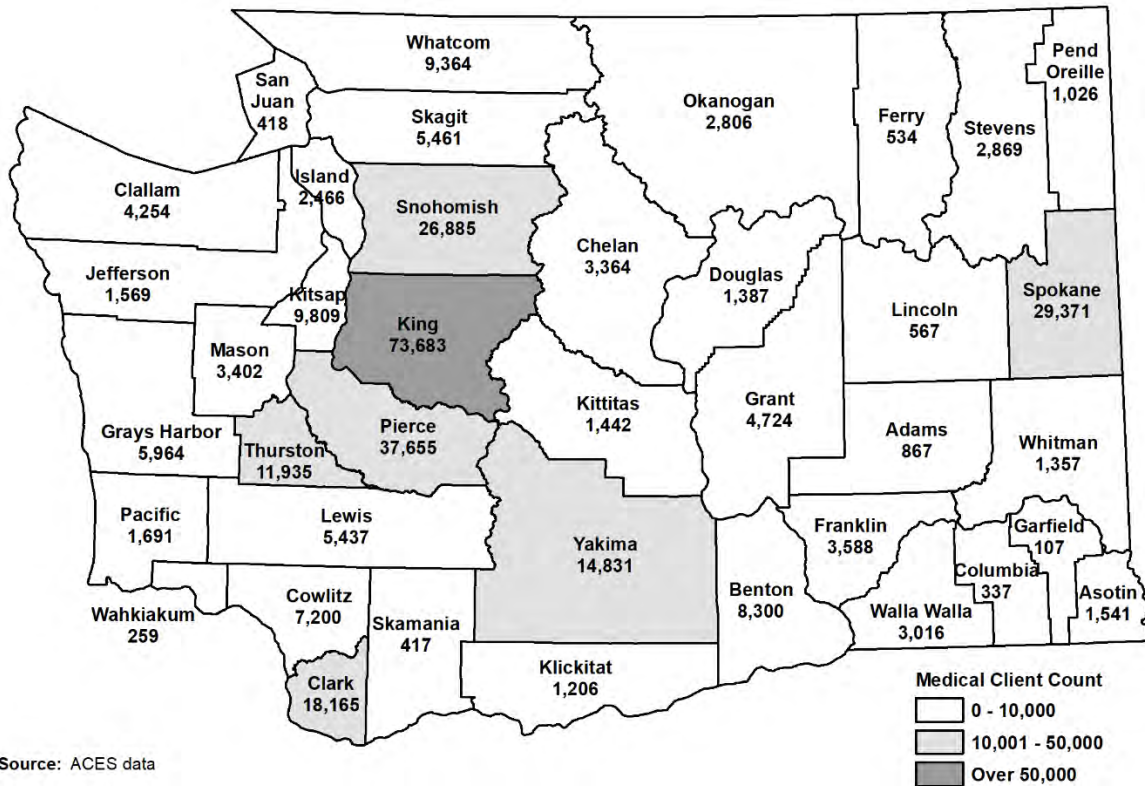 Whatcom
9,364
San
Juan
418
Skagit
5,461
Okanogan
2,806
Ferry
534
Stevens
2,869
Pend
Oreille
1,026
Clallam
4,254
Island
2,466
Snohomish
26,885
Chelan
3,364
Douglas
1,387
Jefferson
1,569
Kitsap
9,809
King
73,683
Lincoln
567
Spokane
29,371
Mason
3,402
Kittitas
1,442
Grant
4,724
Grays Harbor
5,964
Thurston
11,935
Pierce
37,655
Adams
867
Whitman
1,357
Pacific
1,691
Lewis
5,437
Yakima
14,831
Franklin
3,588
Garfield
107
Columbia
337
Benton
8,300
Walla Walla
3,016
Asotin
1,541
Wahkiakum
259
Cowlitz
7,200
Skamania
417
Klickitat
1,206
Clark
18,165
Medical Client Count
0 - 10,000
10,001 - 50,000
Over 50,000
Source: ACES data